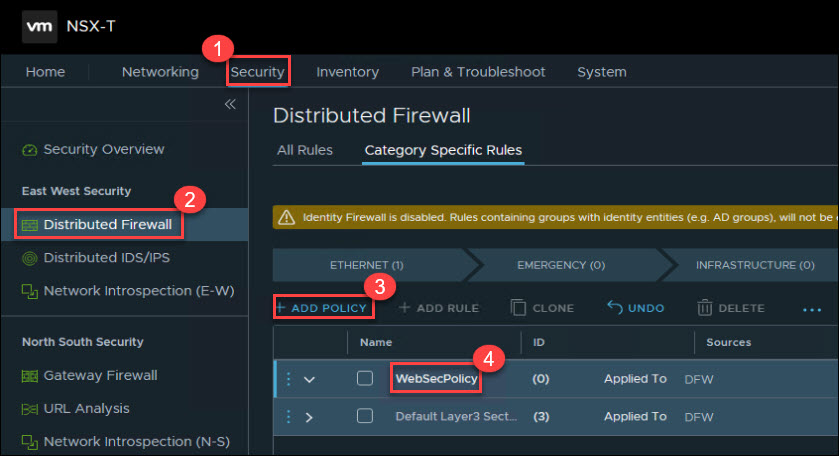 vm NSX-T
1
Home Networking Security Inventory Plan & Troubleshoot System
«
Distributed Firewall
All Rules Category Specific Rules
Security Overview
East West Security
2
Distributed Firewall
Distributed IDS/IPS
Network Introspection (E-W)
North South Security
Gateway Firewall
URL Analysis
Network Introspection (N-S)
Identity Firewall is disabled. Rules containing groups with identity entities (e.g. AD groups), will not be
ETHERNET (1) EMERGENCY (0) INFRASTRUCTURE (0)
3
+ ADD POLICY + ADD RULE CLONE UNDO DELETE ...
Name ID Sources
4
WebSecPolicy (0) Applied To DFW
Default Layer3 Sect... (3) Applied To DFW